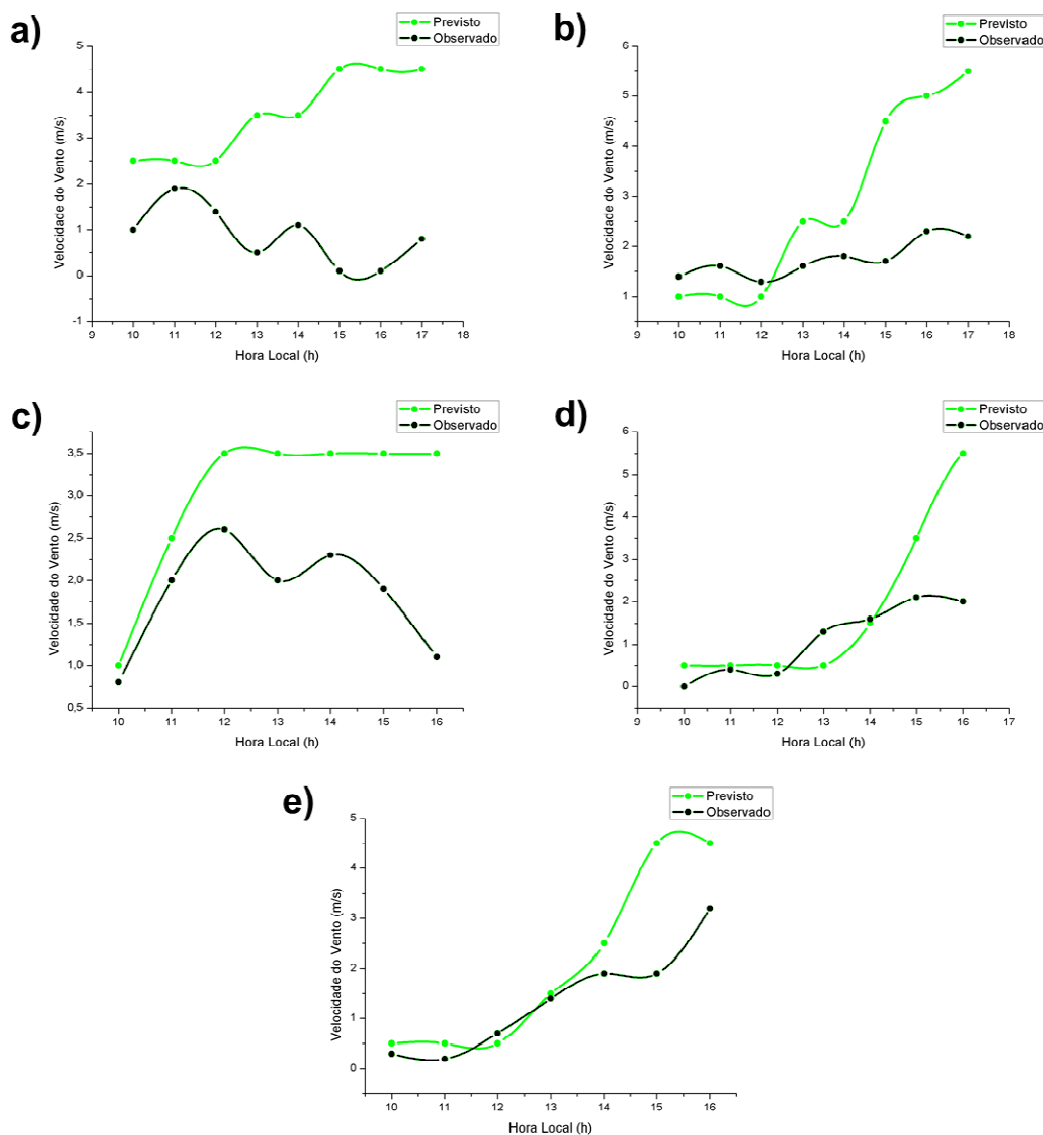 a)
Previsto
Observado
Velocidade do Vento (m/s)
5
4
3
2
1
0
-1
9 10 11 12 13 14 15 16 17 18
Hora Local (h)
b)
Previsto
Observado
Velocidade do Vento (m/s)
6
5
4
3
2
1
9 10 11 12 13 14 15 16 17 18
Hora Local (h)
c)
Previsto
Observado
Velocidade do Vento (m/s)
3,5
3,0
2,5
2,0
1,5
1,0
0,5
10 11 12 13 14 15 16
Hora Local (h)
d)
Previsto
Observado
Velocidade do Vento (m/s)
6
5
4
3
2
1
0
9 10 11 12 13 14 15 16 17
Hora Local (h)
e)
Previsto
Observado
Velocidade do Vento (m/s)
5
4
3
2
1
0
10 11 12 13 14 15 16
Hora Local (h)